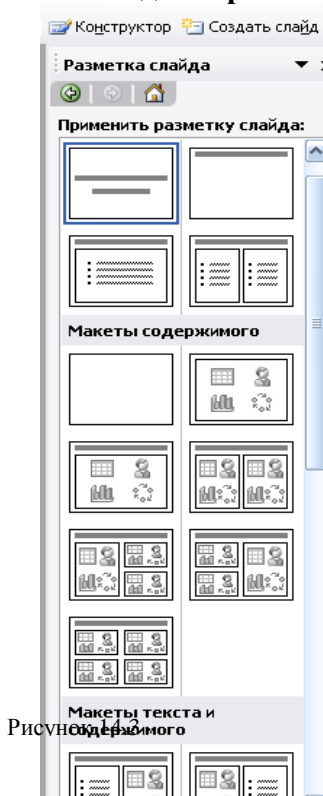 Конструктор Создать слайд
Разметка слайда
Применить разметку слайда:
Макеты содержимого
Макеты текста и
содержимого
Рисунок 14.3